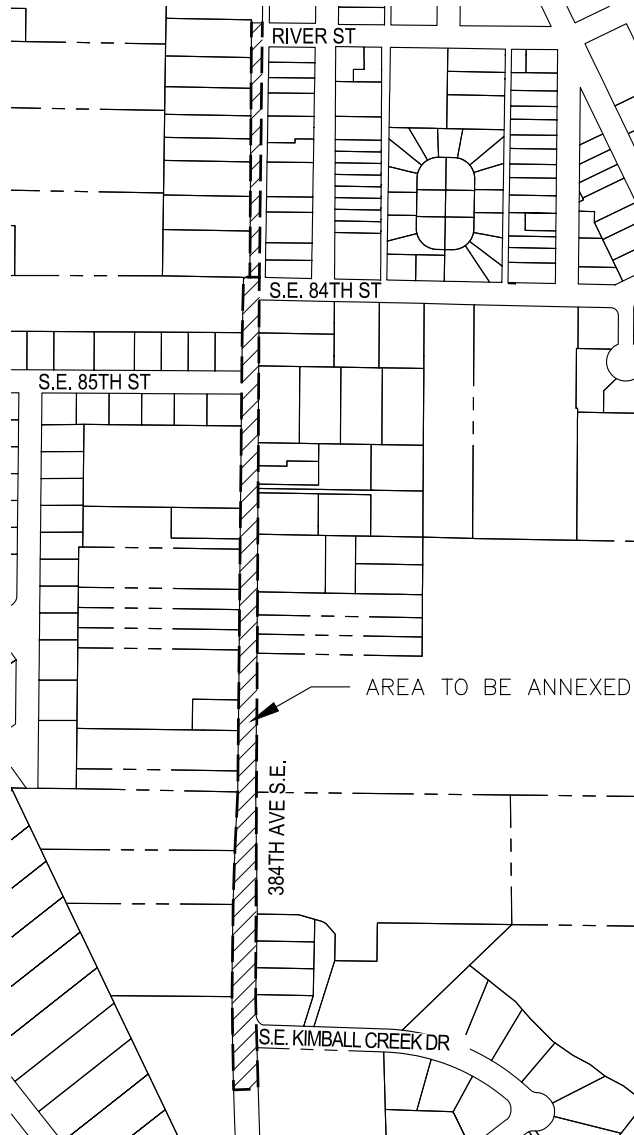 RIVER ST
S.E. 84TH ST
S.E. 85TH ST
AREA TO BE ANNEXED
384TH AVE S.E.
S.E. KIMBALL CREEK DR